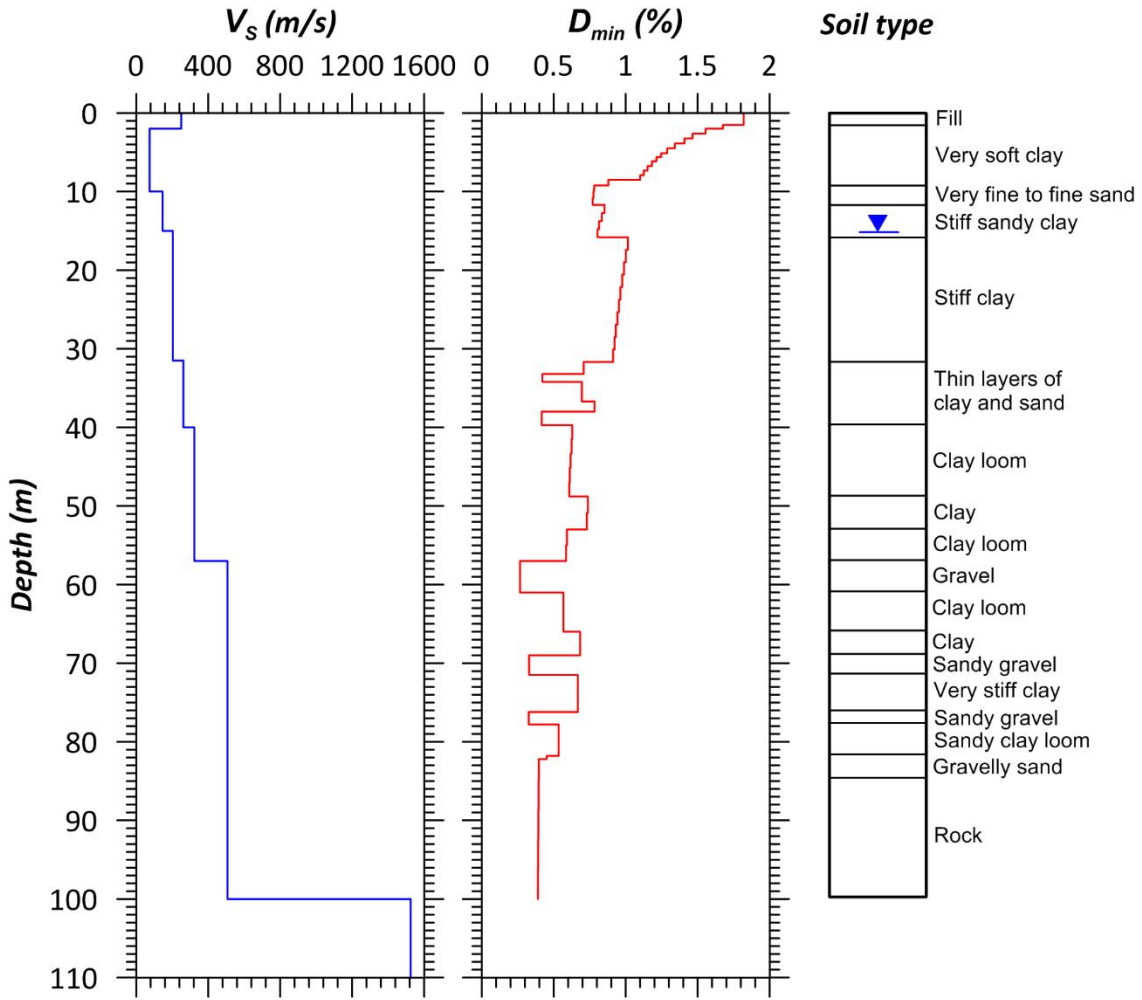 V_S (m/s)
D_min (%)
Soil type
0 400 800 1200 1600
0 0.5 1 1.5 2
Depth (m)
0
10
20
30
40
50
60
70
80
90
100
110
Fill
Very soft clay
Very fine to fine sand
Stiff sandy clay
Stiff clay
Thin layers of
clay and sand
Clay loom
Clay
Clay loom
Gravel
Clay loom
Clay
Sandy gravel
Very stiff clay
Sandy gravel
Sandy clay loom
Gravelly sand
Rock